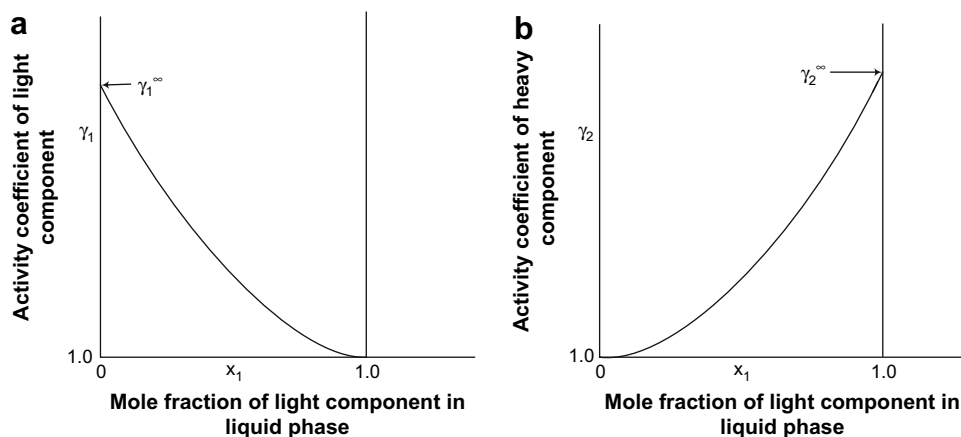 a
Activity coefficient of light
component
γ₁
γ₁∞
1.0
0
x₁
1.0
Mole fraction of light component in
liquid phase
b
Activity coefficient of heavy
component
γ₂
γ₂∞
1.0
0
x₁
1.0
Mole fraction of light component in
liquid phase